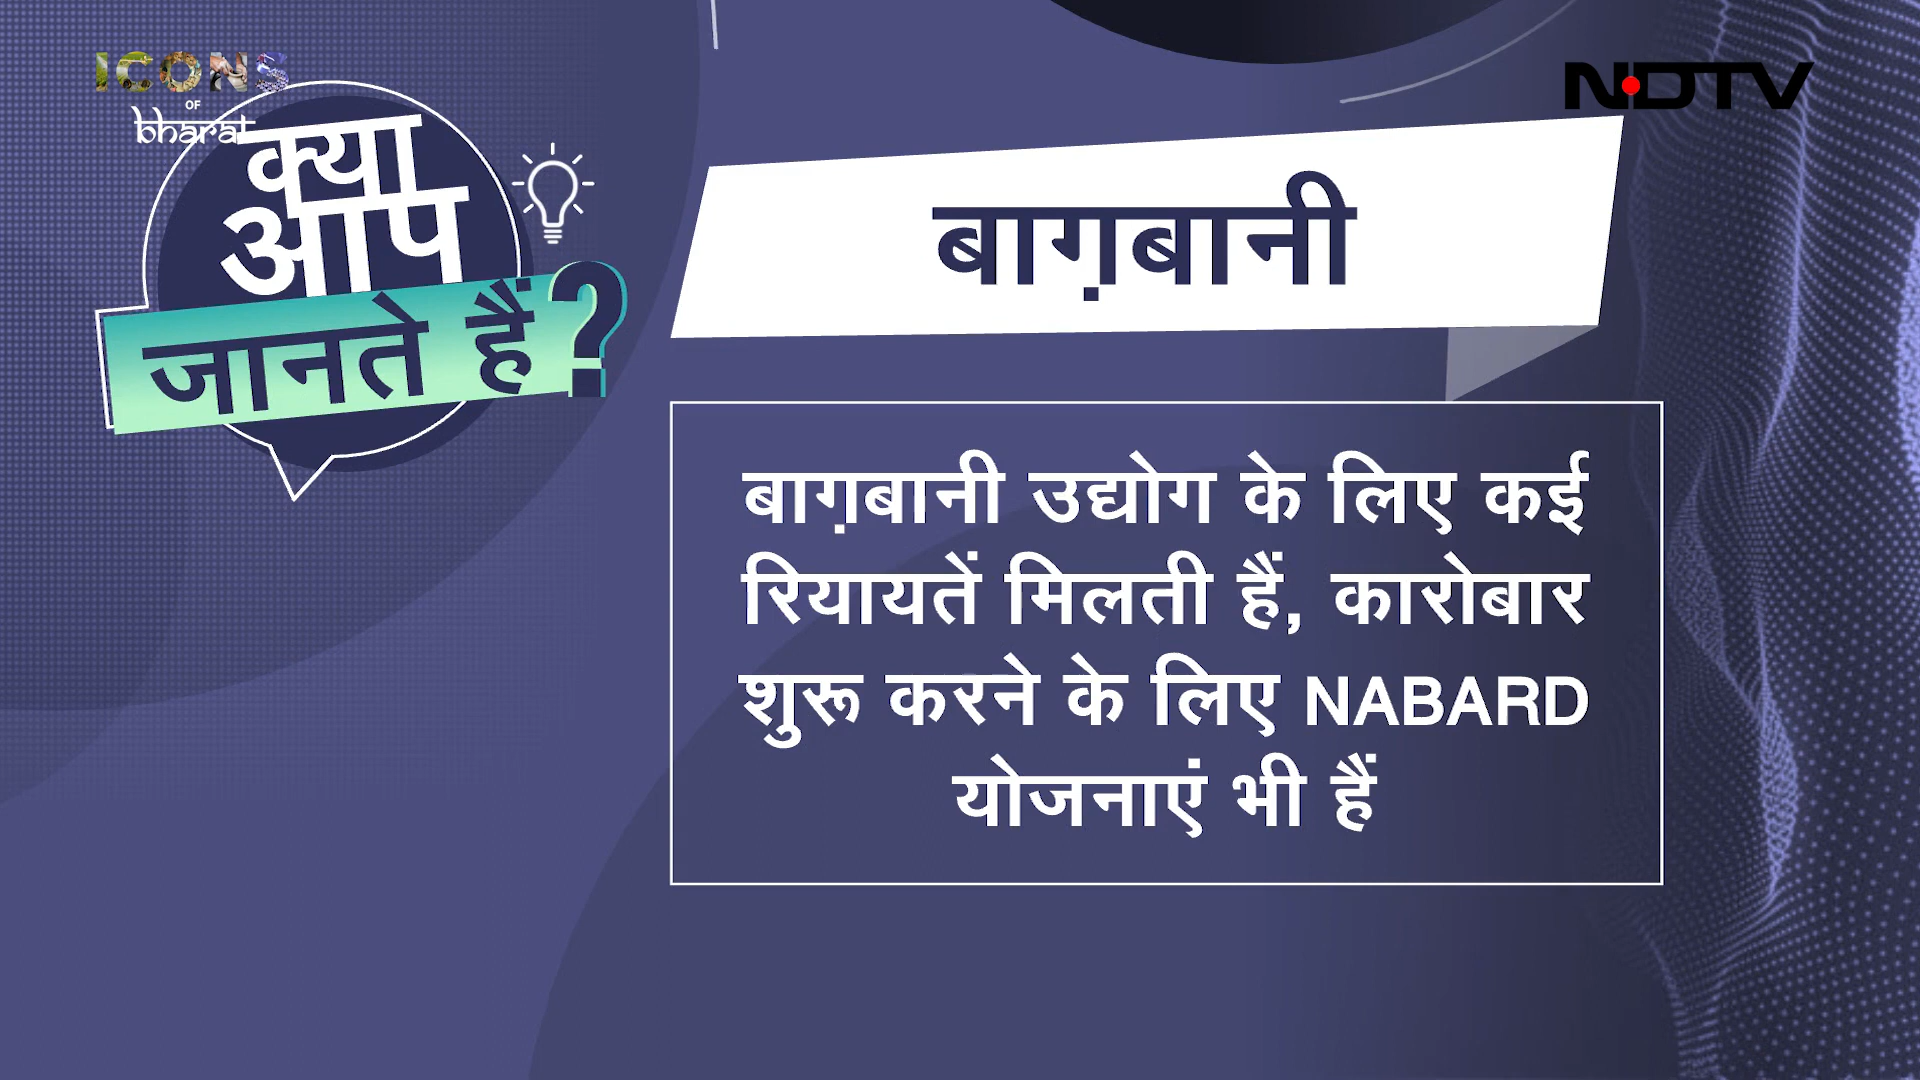 ICONS
OF
bharat
NDTV
क्या
आप
जानते हैं?
बाग़बानी
बाग़बानी उद्योग के लिए कई
रियायतें मिलती हैं, कारोबार
शुरू करने के लिए NABARD
योजनाएं भी हैं